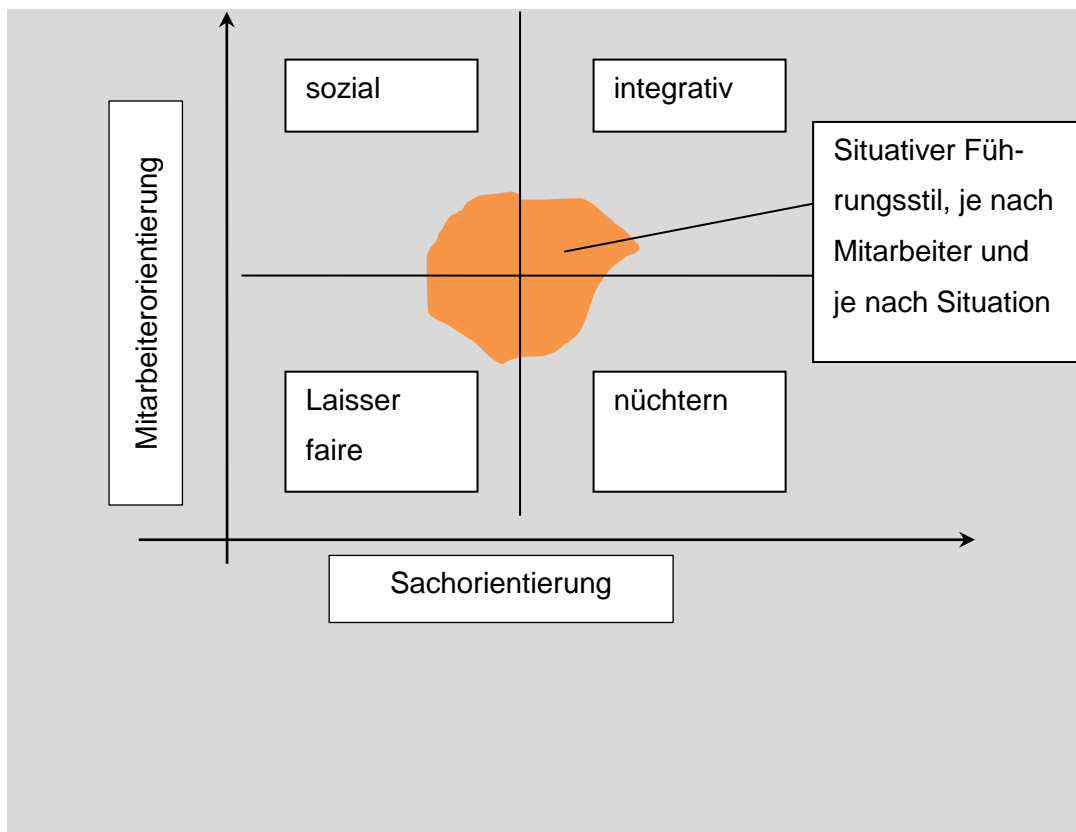 sozial
integrativ
Situativer Füh-
rungsstil, je nach
Mitarbeiter und
je nach Situation
Mitarbeiterorientierung
Laisser
faire
nüchtern
Sachorientierung